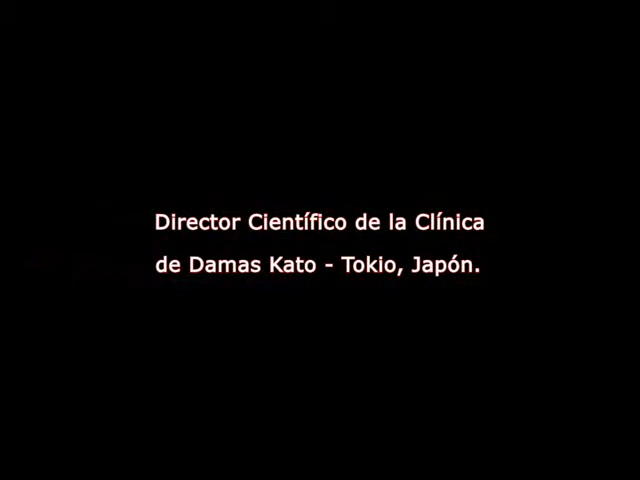 Director Científico de la Clínica
de Damas Kato - Tokio, Japón.